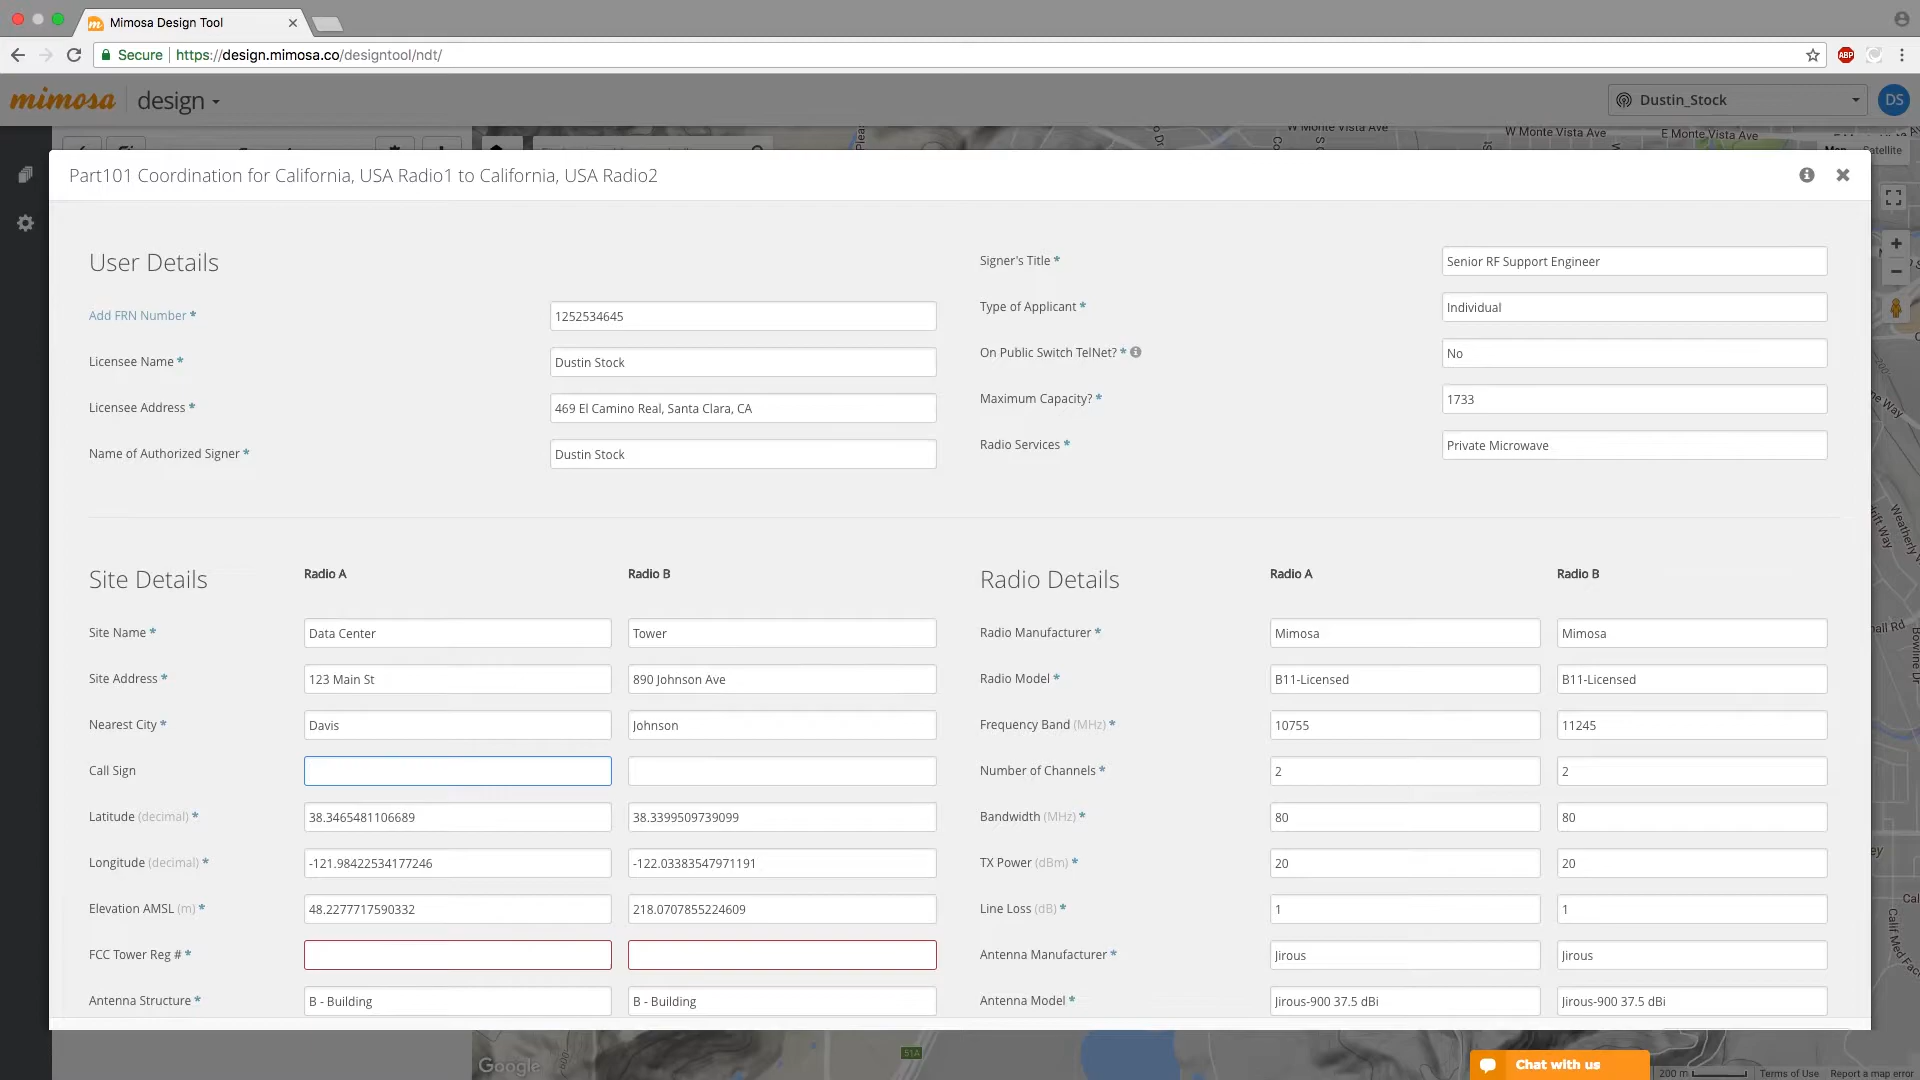 Mimosa Design Tool
Secure https://design.mimosa.co/designtool/ndt/
ABP
mimosa design
Dustin_Stock DS
W Monte Vista Ave W Monte Vista Ave E Monte Vista Ave
Part101 Coordination for California, USA Radio1 to California, USA Radio2
User Details
Add FRN Number * 1252534645
Licensee Name * Dustin Stock
Licensee Address * 469 El Camino Real, Santa Clara, CA
Name of Authorized Signer * Dustin Stock
Signer's Title * Senior RF Support Engineer
Type of Applicant * Individual
On Public Switch TelNet? * No
Maximum Capacity? * 1733
Radio Services * Private Microwave
Site Details Radio A Radio B
Site Name * Data Center Tower
Site Address * 123 Main St 890 Johnson Ave
Nearest City * Davis Johnson
Call Sign
Latitude (decimal) * 38.3465481106689 38.3399509739099
Longitude (decimal) * -121.98422534177246 -122.03383547971191
Elevation AMSL (m) * 48.2277717590332 218.0707855224609
FCC Tower Reg # *
Antenna Structure * B - Building B - Building
Radio Details Radio A Radio B
Radio Manufacturer * Mimosa Mimosa
Radio Model * B11-Licensed B11-Licensed
Frequency Band (MHz) * 10755 11245
Number of Channels * 2 2
Bandwidth (MHz) * 80 80
TX Power (dBm) * 20 20
Line Loss (dB) * 1 1
Antenna Manufacturer * Jirous Jirous
Antenna Model * Jirous-900 37.5 dBi Jirous-900 37.5 dBi
Google
51A
Chat with us
200 m Terms of Use Report a map error